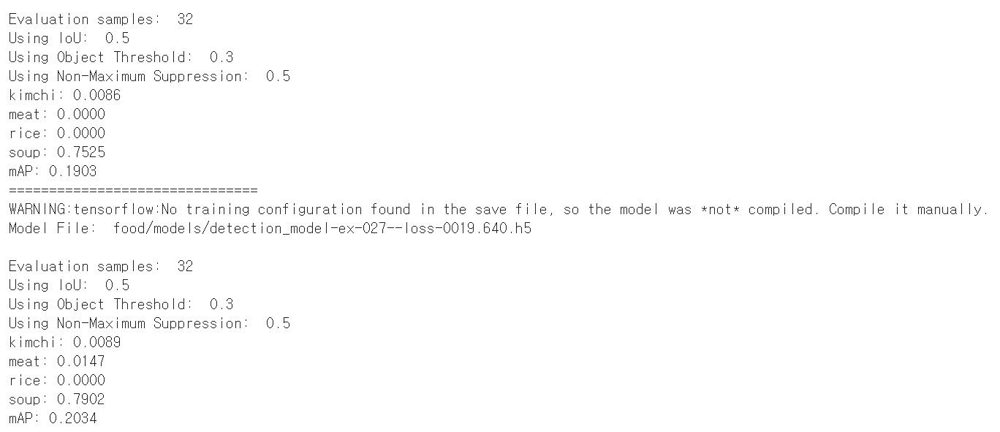 Evaluation samples:  32
Using IoU:  0.5
Using Object Threshold:  0.3
Using Non-Maximum Suppression:  0.5
kimchi: 0.0086
meat: 0.0000
rice: 0.0000
soup: 0.7525
mAP: 0.1903
===============================
WARNING:tensorflow:No training configuration found in the save file, so the model was *not* compiled. Compile it manually.
Model File:  food/models/detection_model-ex-027--loss-0019.640.h5
Evaluation samples:  32
Using IoU:  0.5
Using Object Threshold:  0.3
Using Non-Maximum Suppression:  0.5
kimchi: 0.0089
meat: 0.0147
rice: 0.0000
soup: 0.7902
mAP: 0.2034